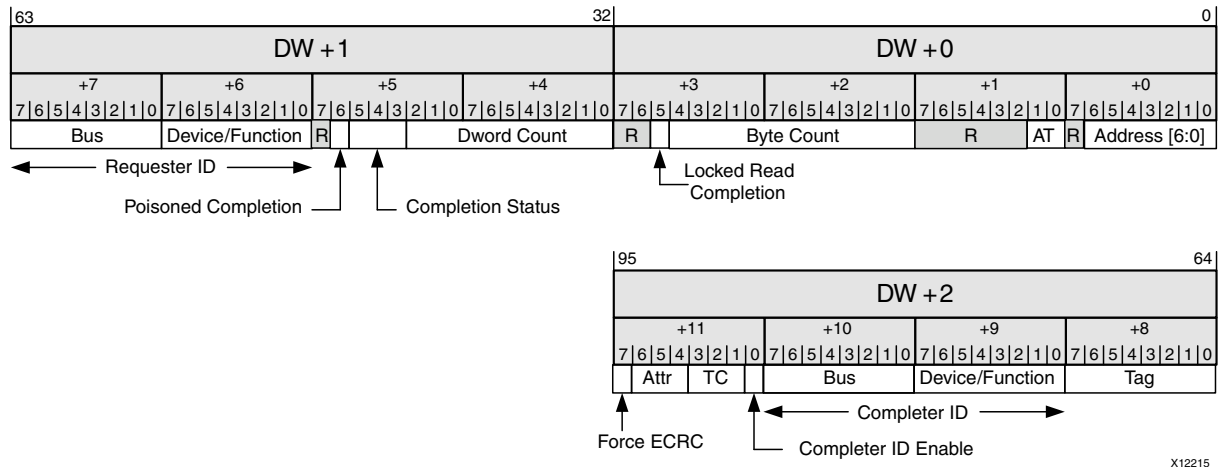 63 32 0
DW +1 DW +0
+7 +6 +5 +4 +3 +2 +1 +0
7 6 5 4 3 2 1 0 7 6 5 4 3 2 1 0 7 6 5 4 3 2 1 0 7 6 5 4 3 2 1 0 7 6 5 4 3 2 1 0 7 6 5 4 3 2 1 0 7 6 5 4 3 2 1 0 7 6 5 4 3 2 1 0
Bus Device/Function R Dword Count R Byte Count R AT R Address [6:0]
Requester ID
Locked Read
Completion
Poisoned Completion Completion Status
95 64
DW +2
+11 +10 +9 +8
7 6 5 4 3 2 1 0 7 6 5 4 3 2 1 0 7 6 5 4 3 2 1 0 7 6 5 4 3 2 1 0
Attr TC Bus Device/Function Tag
Completer ID
Force ECRC Completer ID Enable
X12215